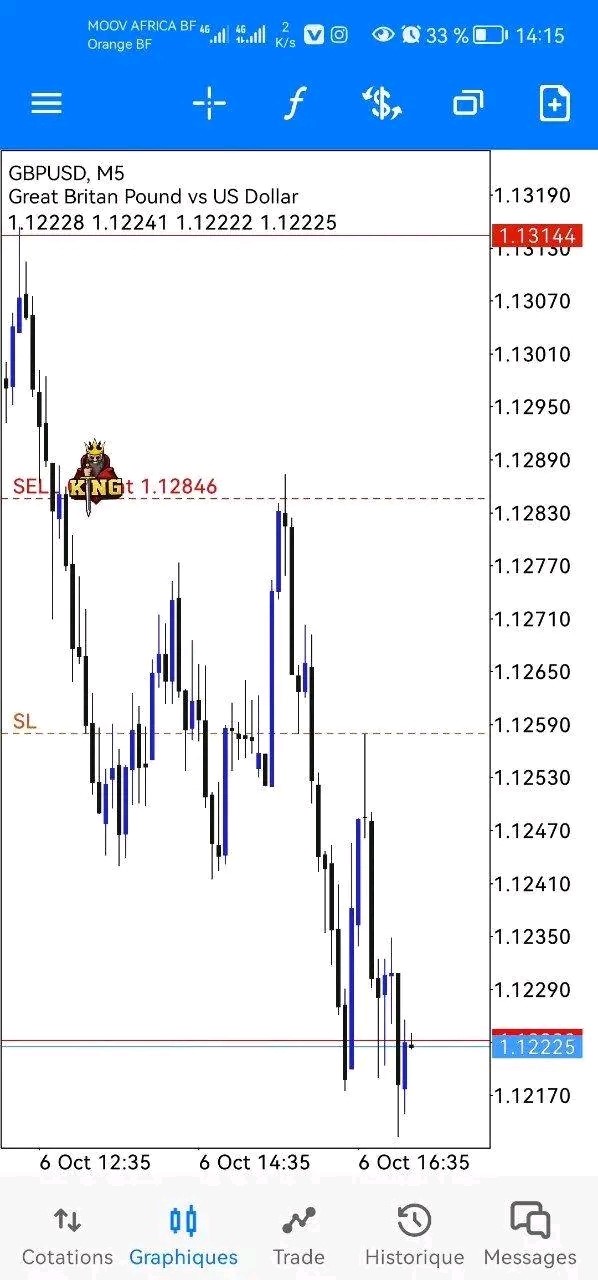 MOOV AFRICA BF 4G 4G 2 K/s 33 % 14:15
Orange BF
GBPUSD, M5
Great Britan Pound vs US Dollar
1.12228 1.12241 1.12222 1.12225
1.13190
1.13144
1.13130
1.13070
1.13010
1.12950
1.12890
SEL KING t 1.12846
1.12830
1.12770
1.12710
1.12650
SL
1.12590
1.12530
1.12470
1.12410
1.12350
1.12290
1.12225
1.12170
6 Oct 12:35 6 Oct 14:35 6 Oct 16:35
Cotations Graphiques Trade Historique Messages